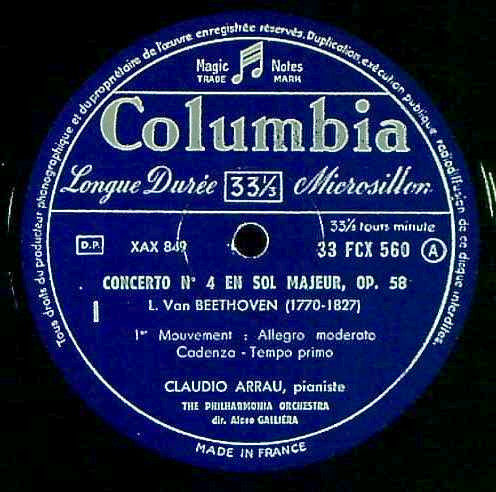 Tous droits du producteur phonographique et du propriétaire de l'œuvre enregistrée réservés. Duplication, exécution publique radiodiffusion de ce disque interdites.
Magic Notes
TRADE MARK
Columbia
Longue Durée 33⅓ Microsillon
33⅓ tours minute
D.P. XAX 849 33 FCX 560 A
CONCERTO N° 4 EN SOL MAJEUR, OP. 58
L. Van BEETHOVEN (1770-1827)
I
1er Mouvement : Allegro moderato
Cadenza - Tempo primo
CLAUDIO ARRAU, pianiste
THE PHILHARMONIA ORCHESTRA
dir. Alceo GALLIÉRA
MADE IN FRANCE